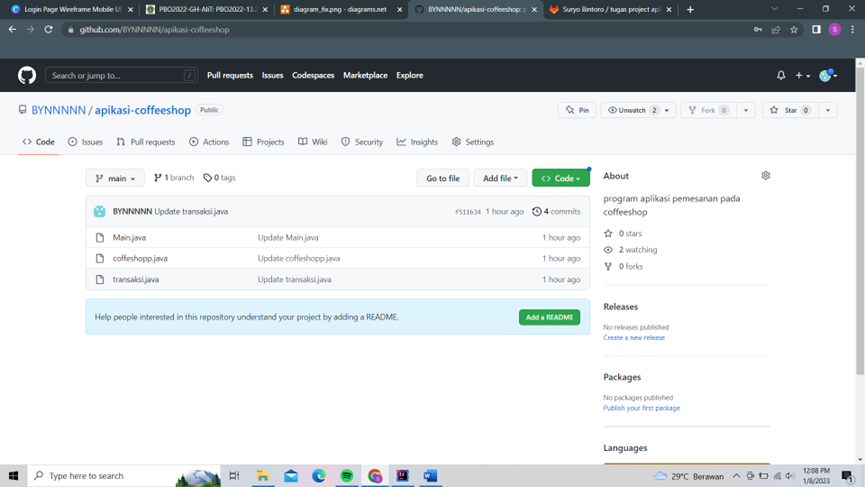 Login Page Wireframe Mobile UI
PBO2022-GH-AliT: PBO2022-13.2
diagram_fix.png - diagrams.net
BYNNNNN/apikasi-coffeeshop: p
Suryo Bintoro / tugas project apli
github.com/BYNNNNN/apikasi-coffeeshop
Search or jump to...
/
Pull requests
Issues
Codespaces
Marketplace
Explore
BYNNNNN / apikasi-coffeeshop
Public
Pin
Unwatch 2
Fork 0
Star 0
Code
Issues
Pull requests
Actions
Projects
Wiki
Security
Insights
Settings
main
1 branch
0 tags
Go to file
Add file
Code
BYNNNNN Update transaksi.java
f511b34 1 hour ago
4 commits
Main.java
Update Main.java
1 hour ago
coffeshopp.java
Update coffeshopp.java
1 hour ago
transaksi.java
Update transaksi.java
1 hour ago
Help people interested in this repository understand your project by adding a README.
Add a README
About
program aplikasi pemesanan pada
coffeeshop
0 stars
2 watching
0 forks
Releases
No releases published
Create a new release
Packages
No packages published
Publish your first package
Languages
Type here to search
29°C Berawan
12:08 PM
1/8/2023